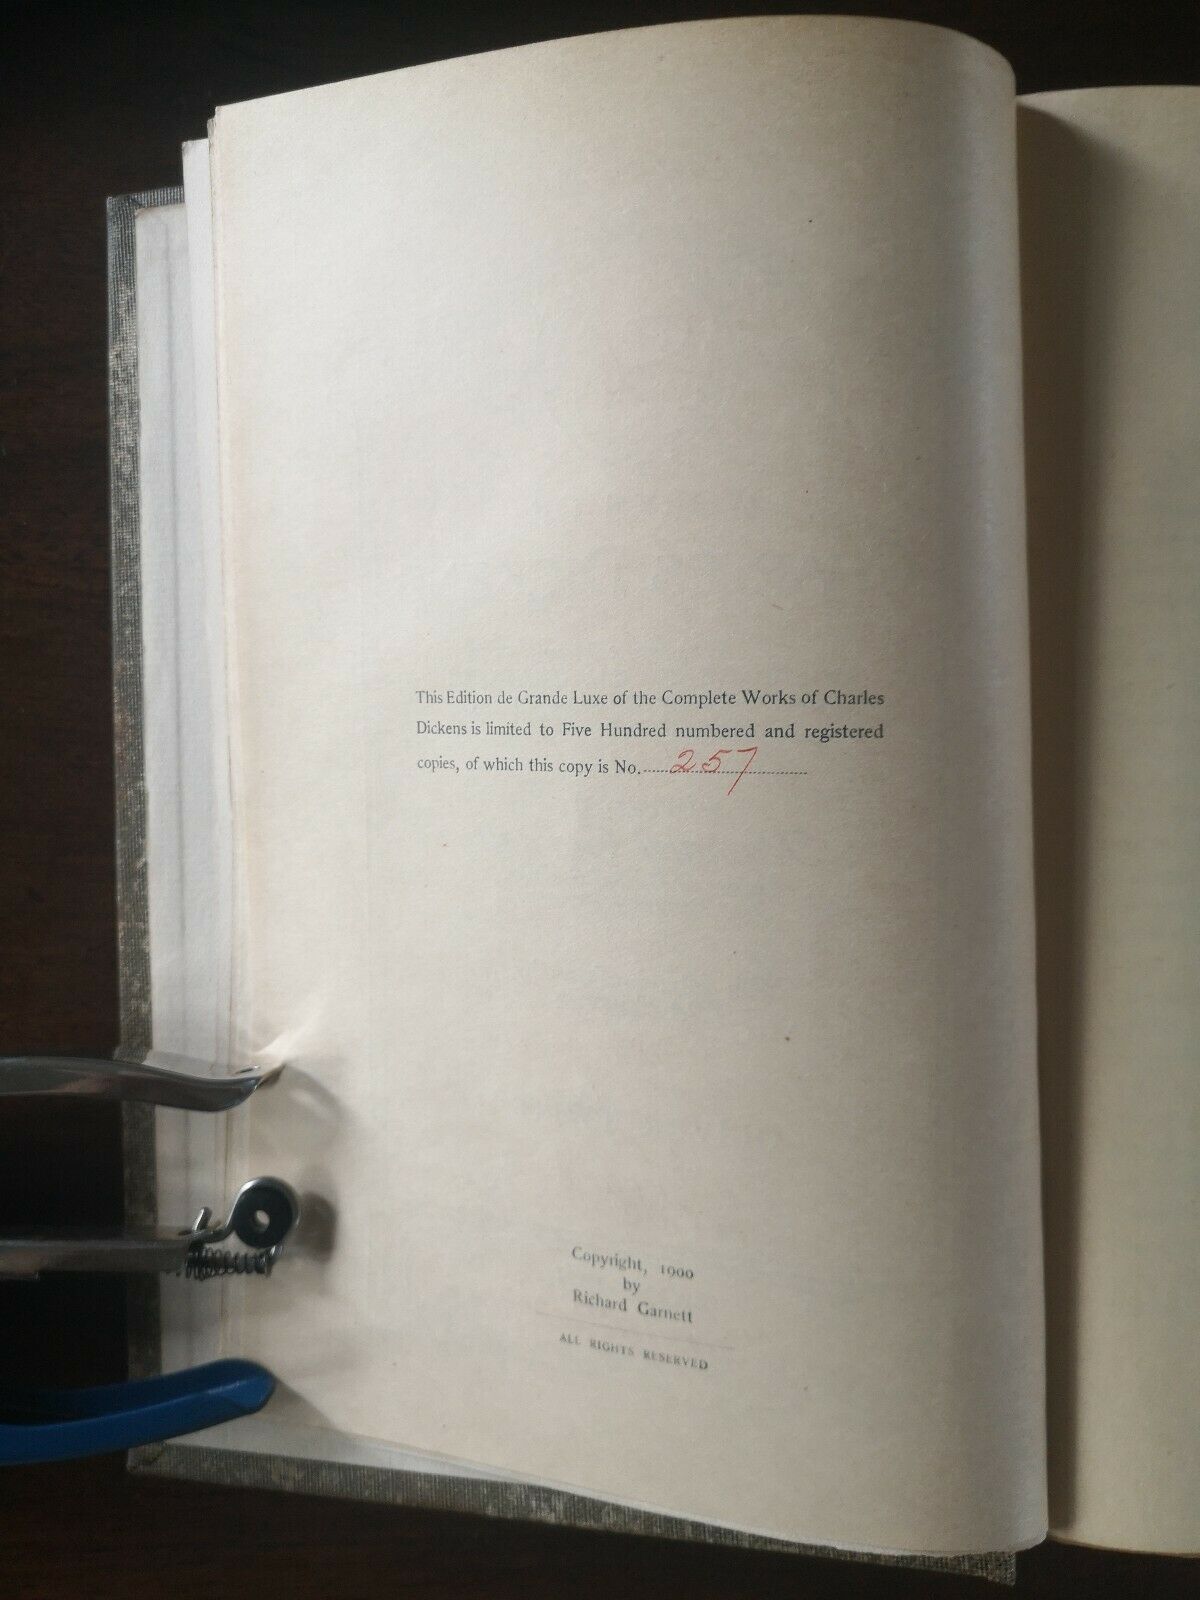 This Edition de Grande Luxe of the Complete Works of Charles
Dickens is limited to Five Hundred numbered and registered
copies, of which this copy is No. 257
Copyright, 1900
by
Richard Garnett
ALL RIGHTS RESERVED